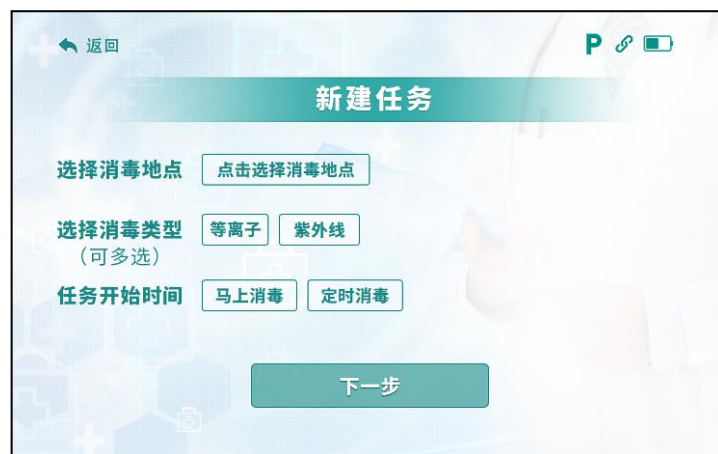 返回
P
新建任务
选择消毒地点 点击选择消毒地点
选择消毒类型 等离子 紫外线
（可多选）
任务开始时间 马上消毒 定时消毒
下一步